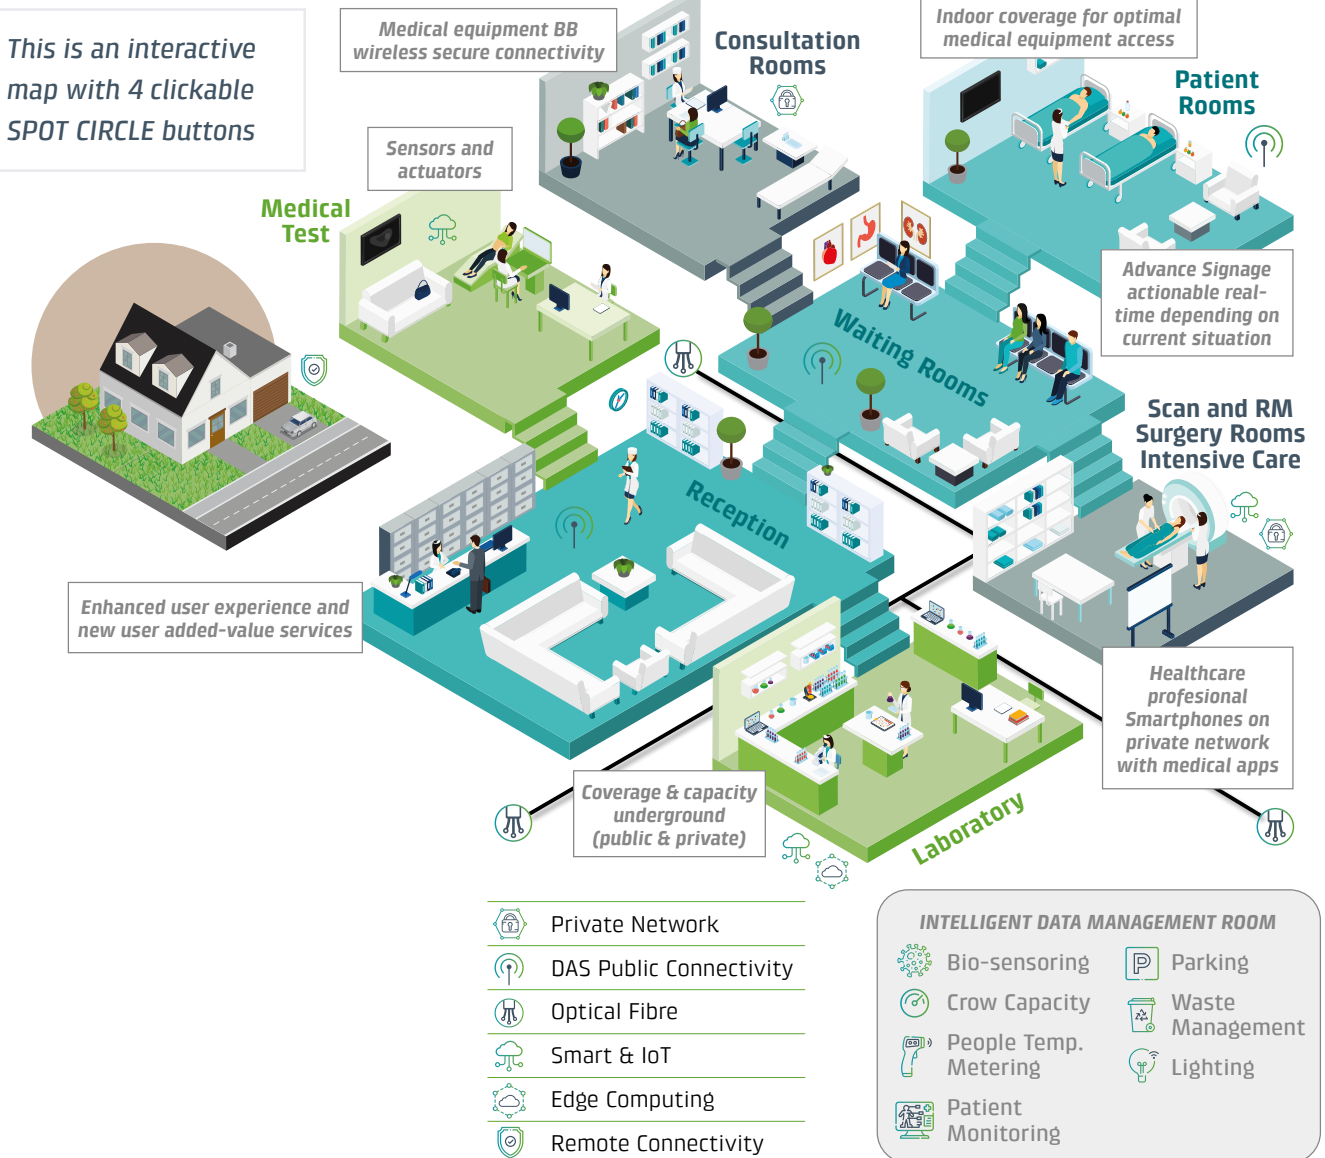 This is an interactive
map with 4 clickable
SPOT CIRCLE buttons
Medical equipment BB
wireless secure connectivity
Consultation
Rooms
Indoor coverage for optimal
medical equipment access
Patient
Rooms
Sensors and
actuators
Medical
Test
Advance Signage
actionable real-
time depending on
current situation
Waiting Rooms
Scan and RM
Surgery Rooms
Intensive Care
Reception
Enhanced user experience and
new user added-value services
Healthcare
profesional
Smartphones on
private network
with medical apps
Coverage & capacity
underground
(public & private)
Laboratory
Private Network
DAS Public Connectivity
Optical Fibre
Smart & IoT
Edge Computing
Remote Connectivity
INTELLIGENT DATA MANAGEMENT ROOM
Bio-sensoring
Crow Capacity
People Temp.
Metering
Patient
Monitoring
P
Parking
Waste
Management
Lighting